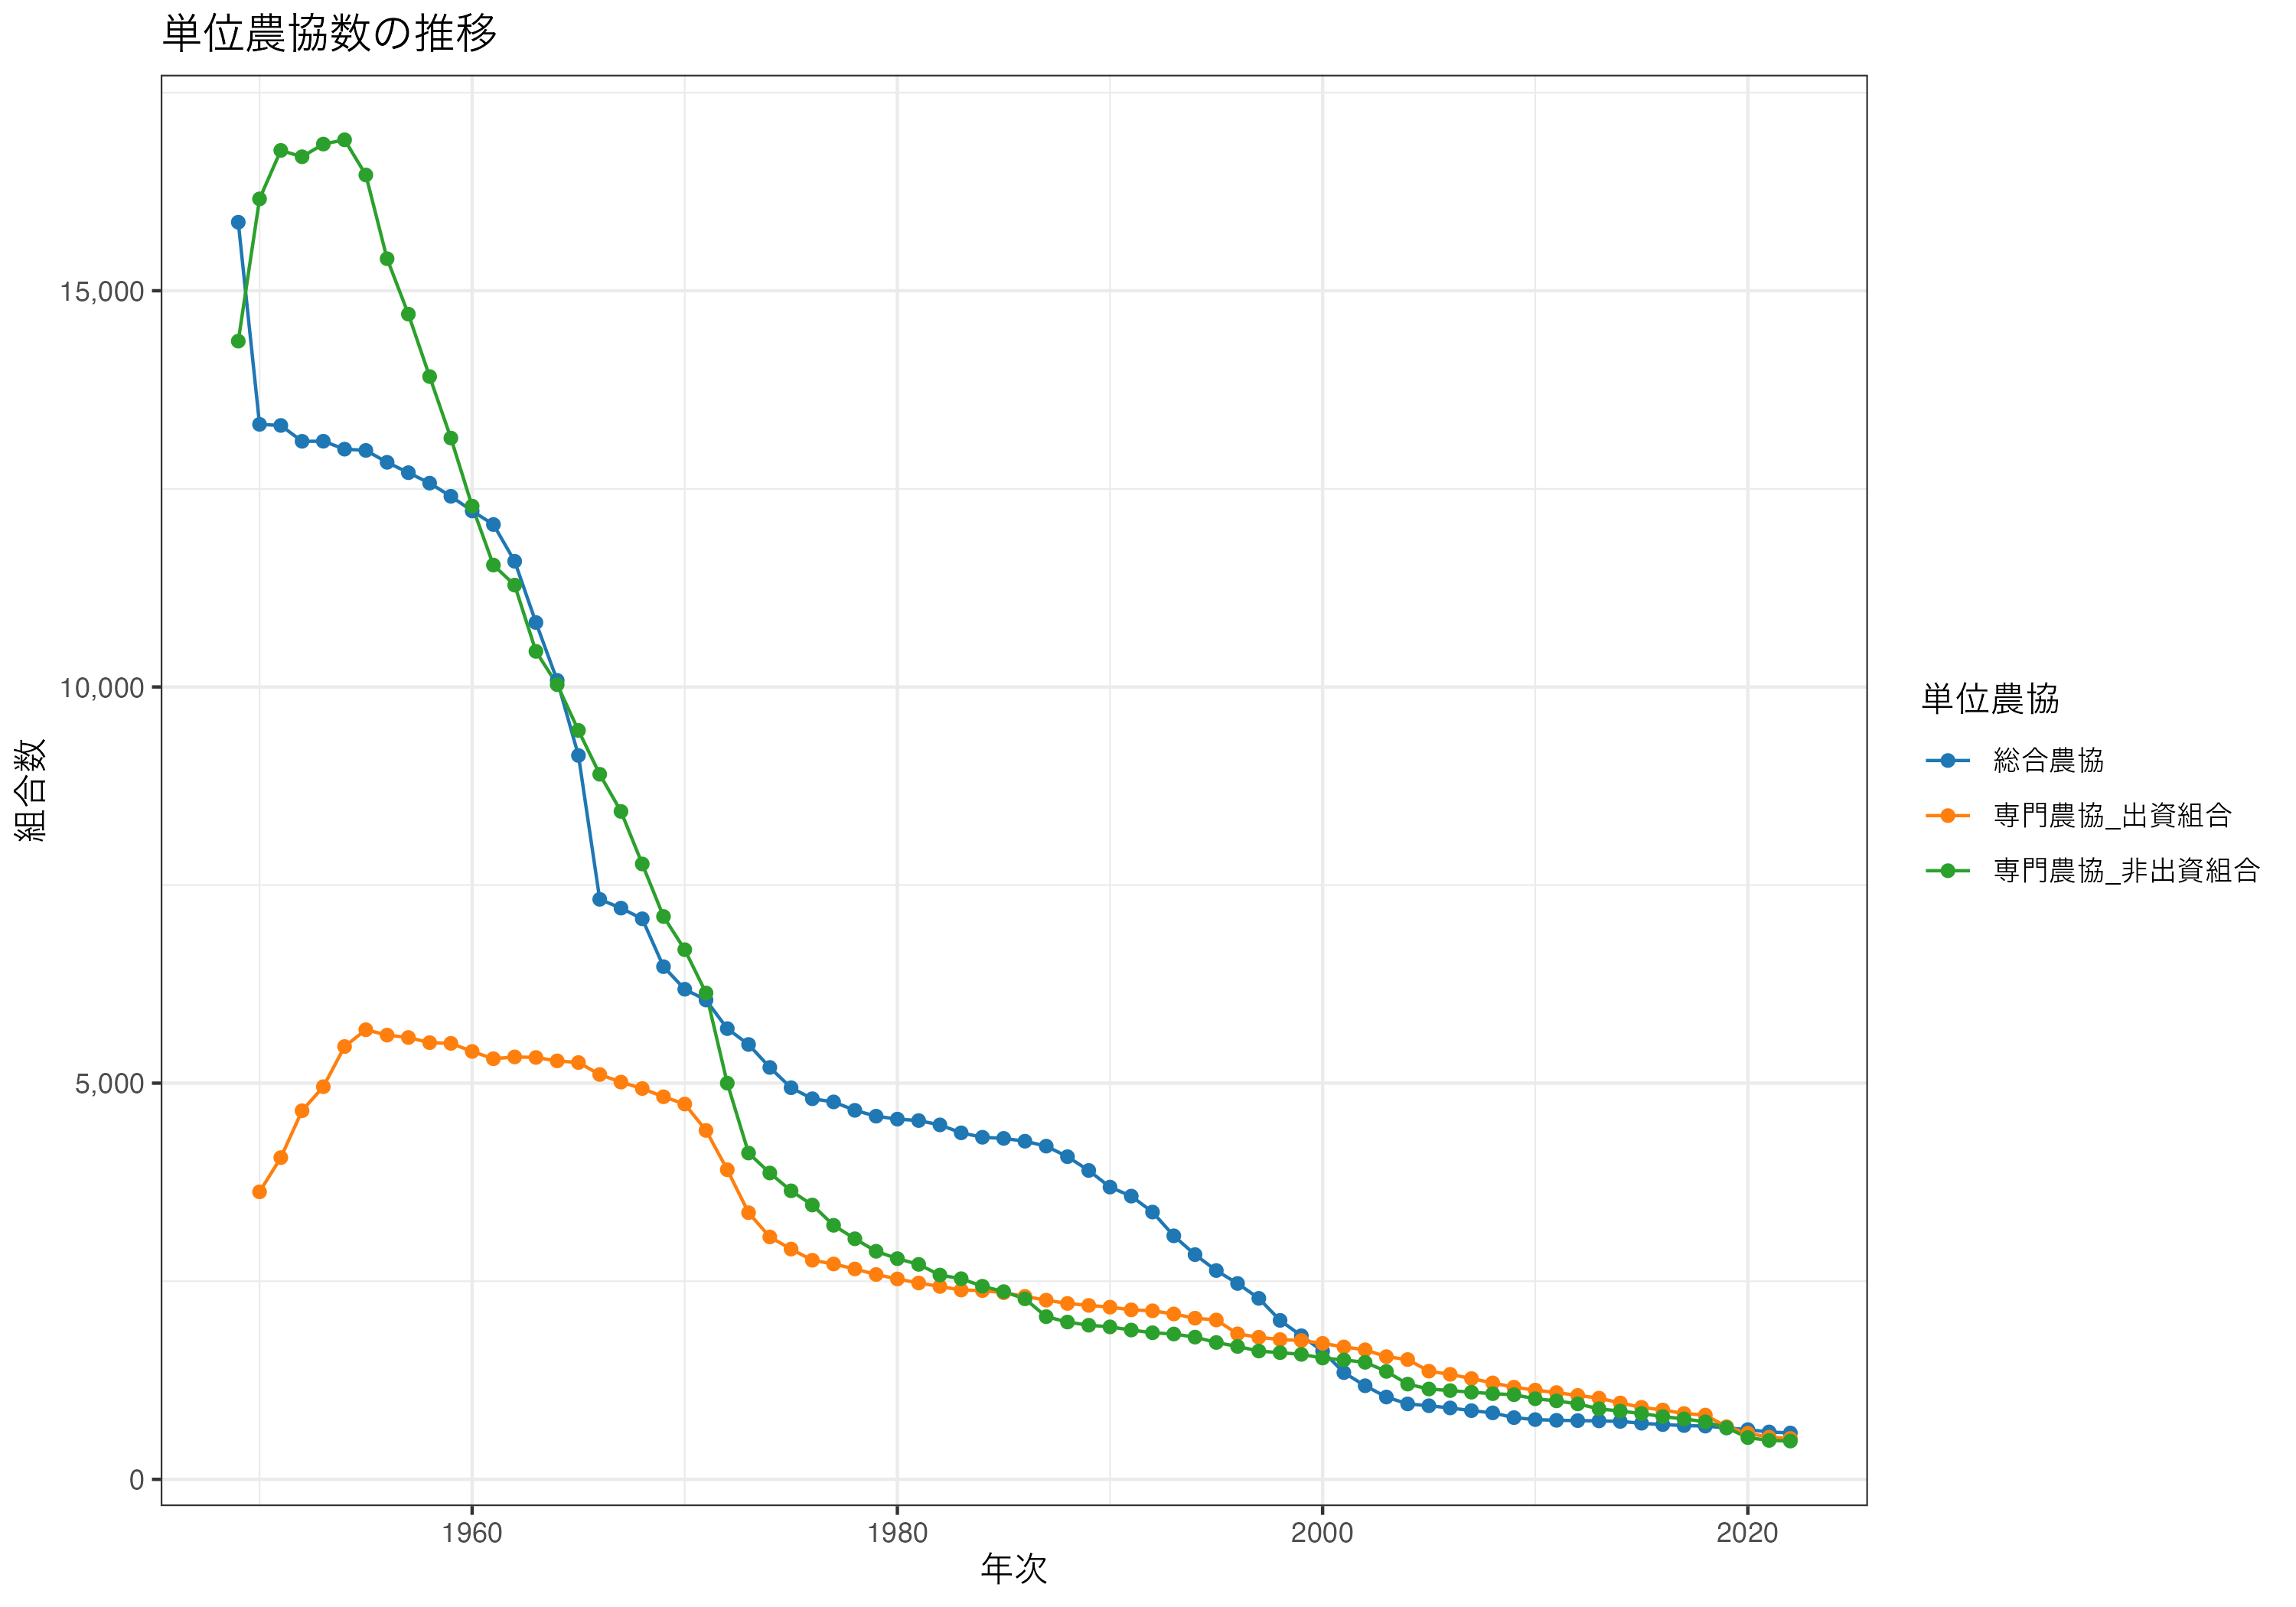 単位農協数の推移
組合数
15,000
10,000
5,000
0
1960
1980
2000
2020
年次
単位農協
総合農協
専門農協_出資組合
専門農協_非出資組合